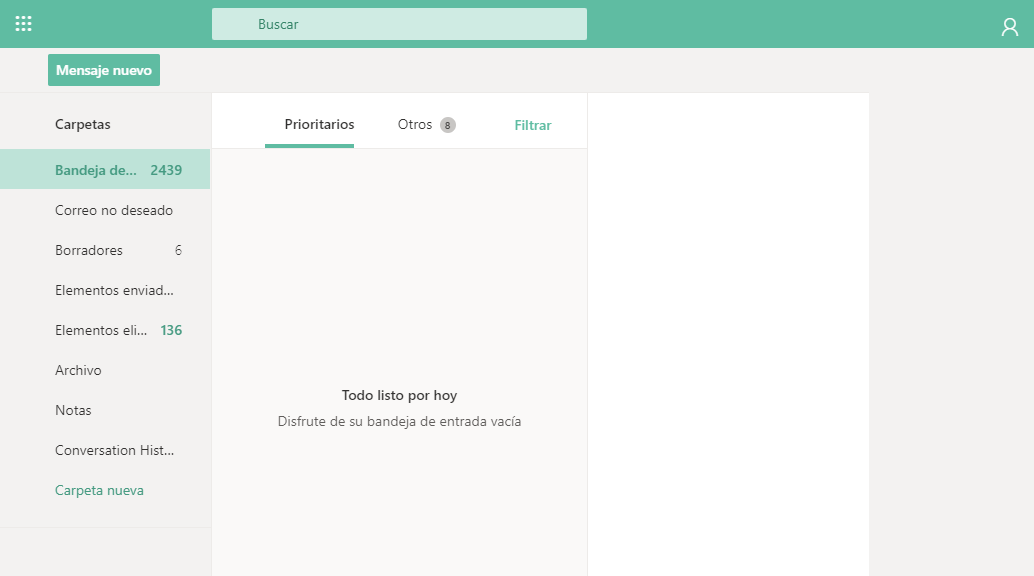 Buscar
Mensaje nuevo
Carpetas
Bandeja de... 2439
Correo no deseado
Borradores 6
Elementos enviad...
Elementos eli... 136
Archivo
Notas
Conversation Hist...
Carpeta nueva
Prioritarios Otros 8 Filtrar
Todo listo por hoy
Disfrute de su bandeja de entrada vacía